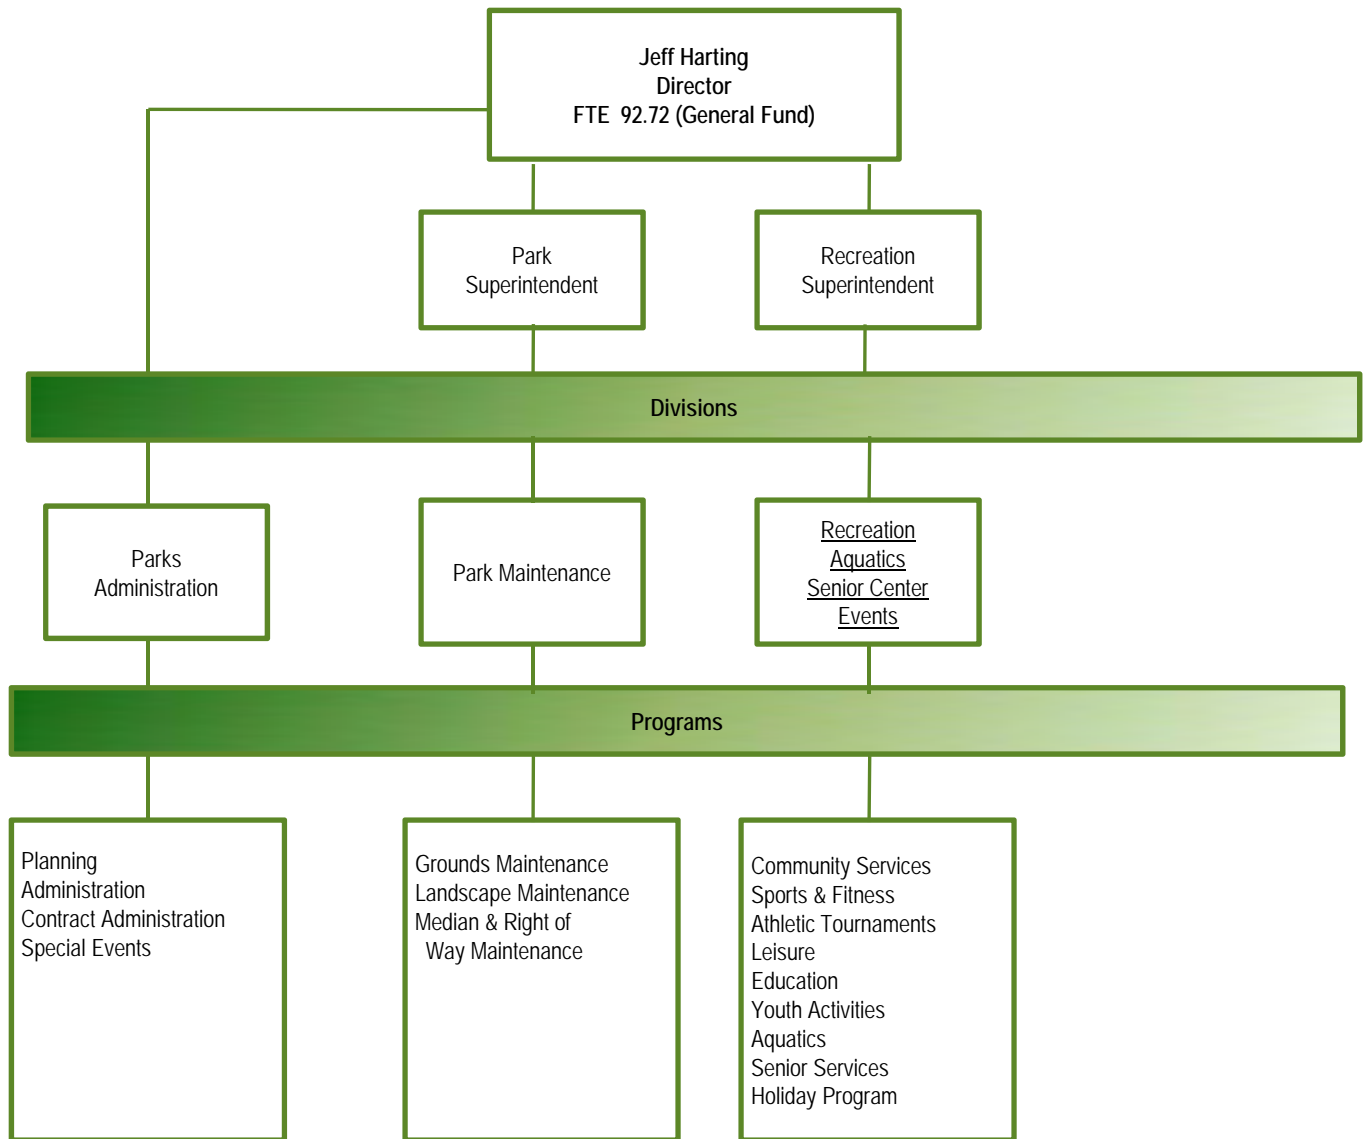 Jeff Harting
Director
FTE  92.72 (General Fund)
Park
Superintendent
Recreation
Superintendent
Divisions
Parks
Administration
Park Maintenance
Recreation
Aquatics
Senior Center
Events
Programs
Planning
Administration
Contract Administration
Special Events
Grounds Maintenance
Landscape Maintenance
Median & Right of
Way Maintenance
Community Services
Sports & Fitness
Athletic Tournaments
Leisure
Education
Youth Activities
Aquatics
Senior Services
Holiday Program